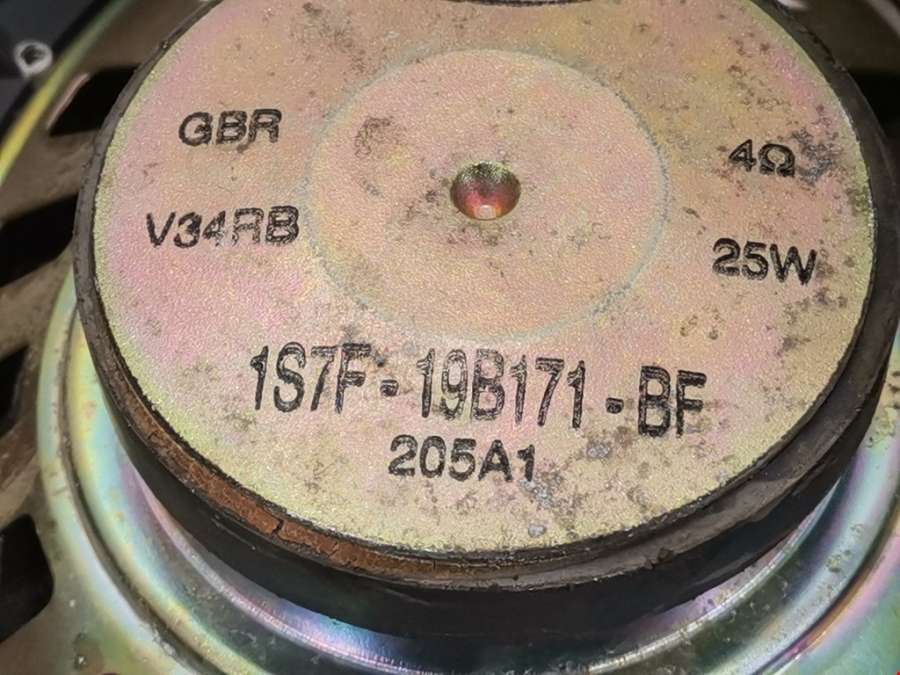 GBR
4Ω
V34RB
25W
1S7F-19B171-BF
205A1